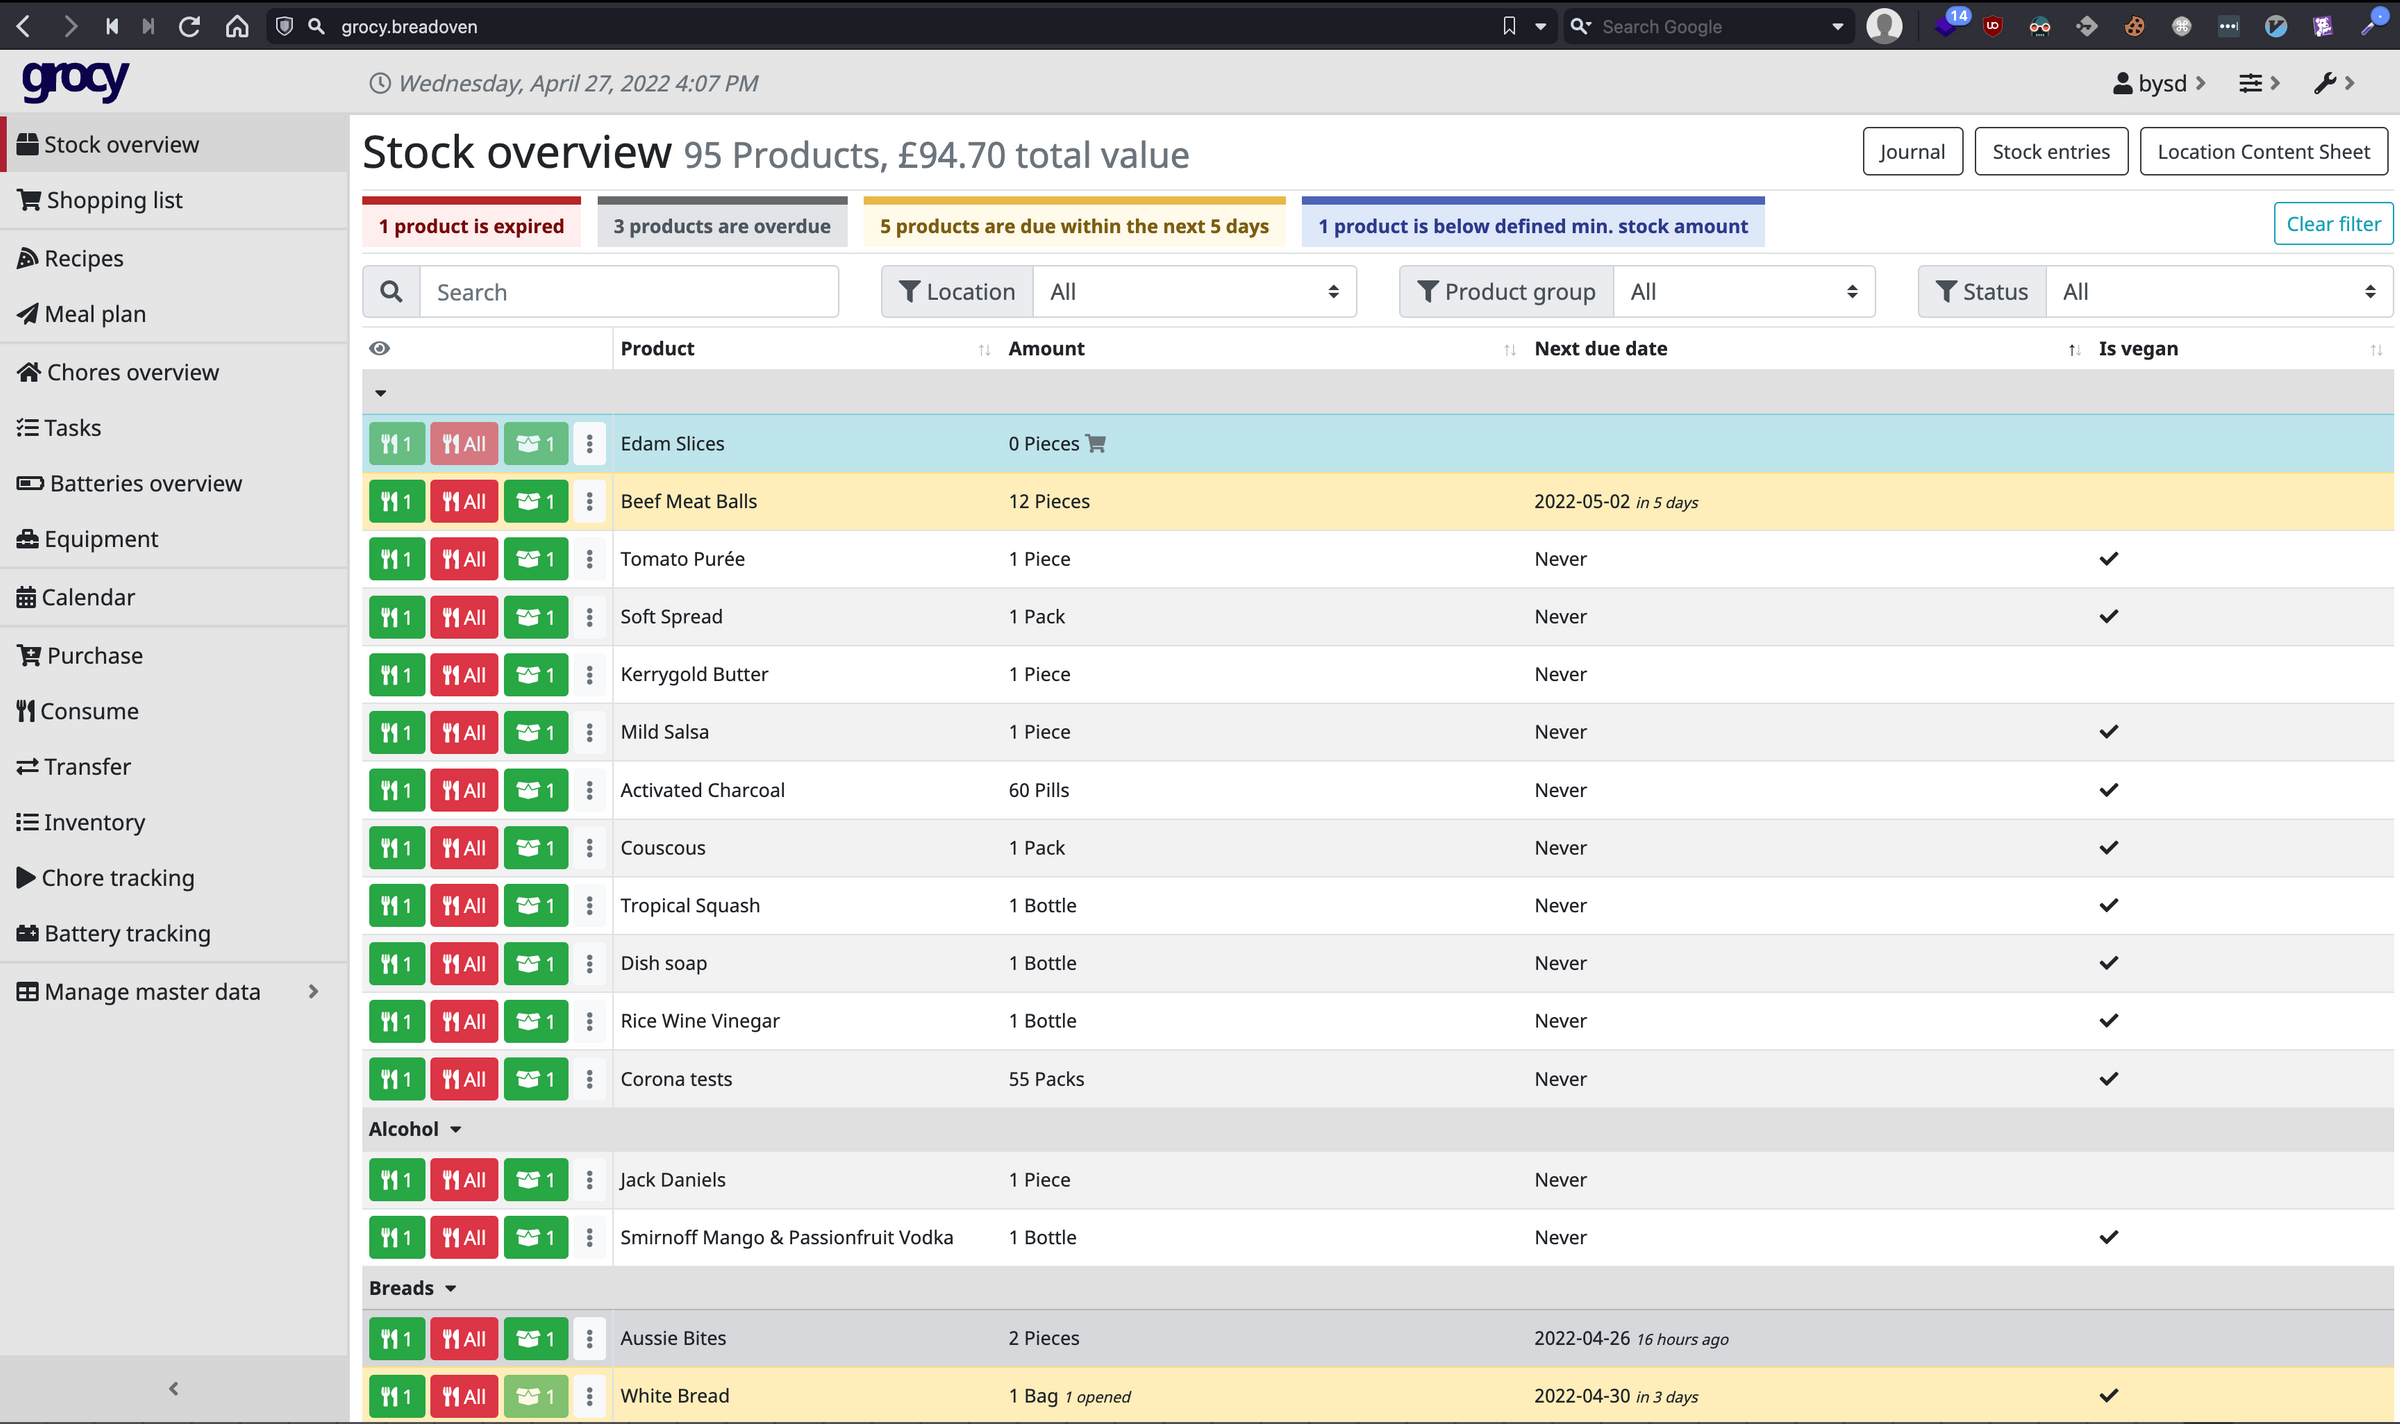 grocy.breadoven
Search Google
14
grocy
Wednesday, April 27, 2022 4:07 PM
bysd
Stock overview
Shopping list
Recipes
Meal plan
Chores overview
Tasks
Batteries overview
Equipment
Calendar
Purchase
Consume
Transfer
Inventory
Chore tracking
Battery tracking
Manage master data
Stock overview 95 Products, £94.70 total value
Journal
Stock entries
Location Content Sheet
1 product is expired
3 products are overdue
5 products are due within the next 5 days
1 product is below defined min. stock amount
Clear filter
Search
Location All
Product group All
Status All
Product Amount Next due date Is vegan
1 All 1 Edam Slices 0 Pieces
1 All 1 Beef Meat Balls 12 Pieces 2022-05-02 in 5 days
1 All 1 Tomato Purée 1 Piece Never
1 All 1 Soft Spread 1 Pack Never
1 All 1 Kerrygold Butter 1 Piece Never
1 All 1 Mild Salsa 1 Piece Never
1 All 1 Activated Charcoal 60 Pills Never
1 All 1 Couscous 1 Pack Never
1 All 1 Tropical Squash 1 Bottle Never
1 All 1 Dish soap 1 Bottle Never
1 All 1 Rice Wine Vinegar 1 Bottle Never
1 All 1 Corona tests 55 Packs Never
Alcohol
1 All 1 Jack Daniels 1 Piece Never
1 All 1 Smirnoff Mango & Passionfruit Vodka 1 Bottle Never
Breads
1 All 1 Aussie Bites 2 Pieces 2022-04-26 16 hours ago
1 All 1 White Bread 1 Bag 1 opened 2022-04-30 in 3 days